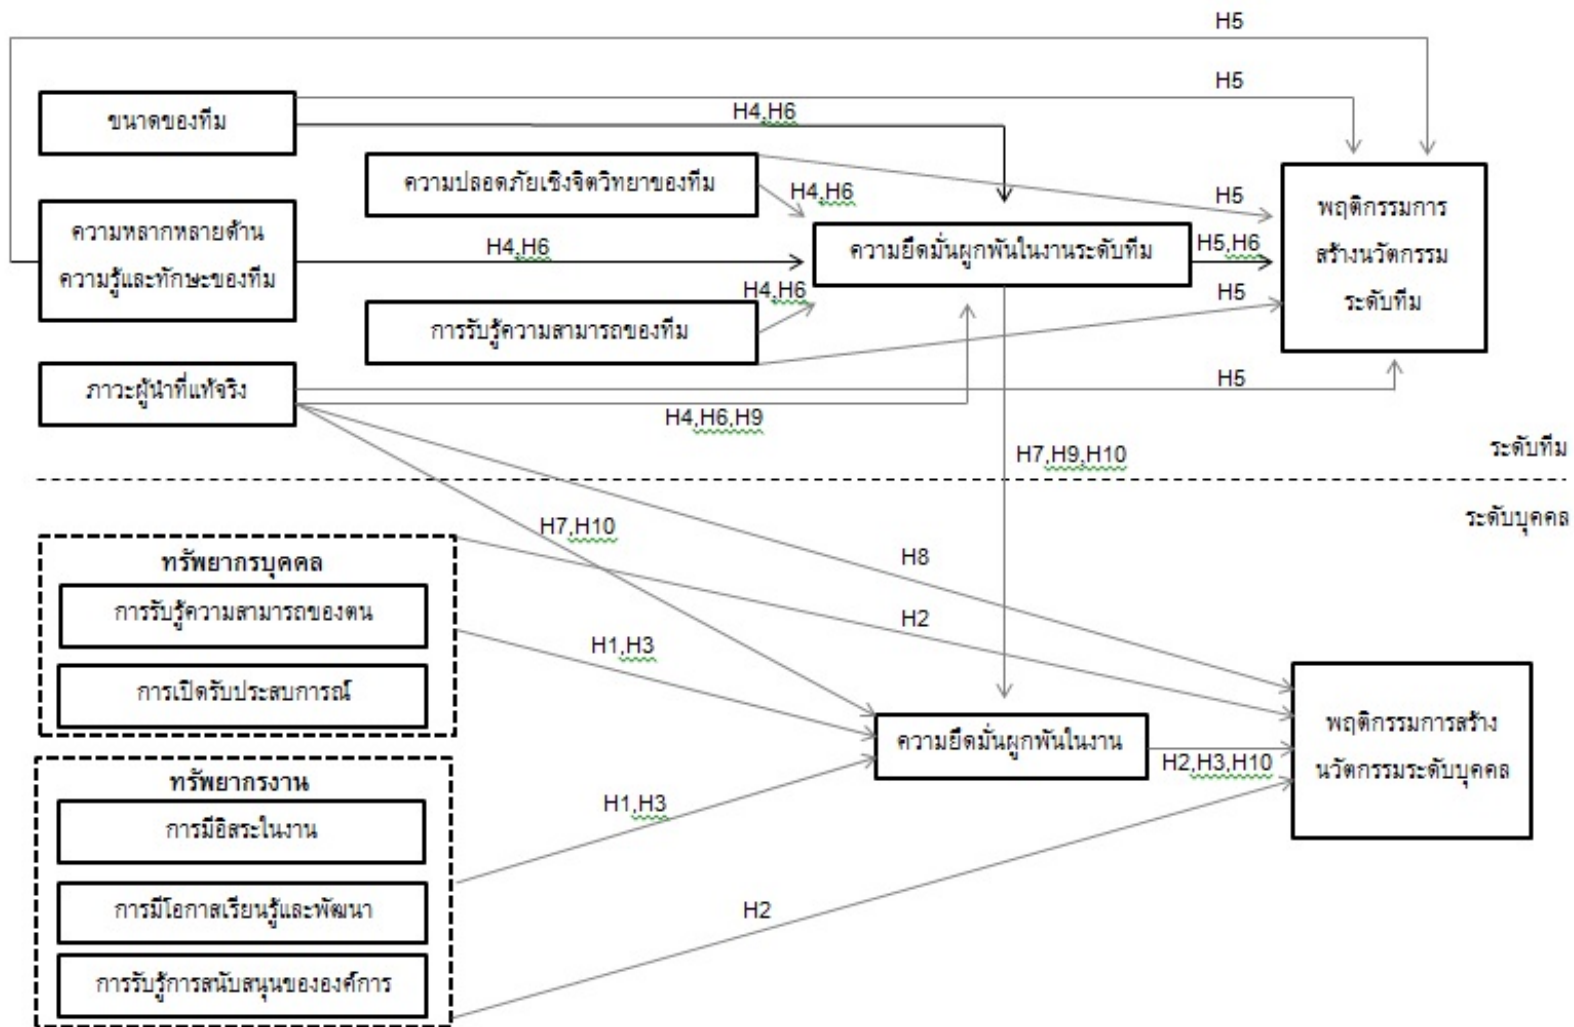 H5
H5
ขนาดของทีม
H4,H6
ความปลอดภัยเชิงจิตวิทยาของทีม
H4,H6
H5
ความหลากหลายด้าน
ความรู้และทักษะของทีม
H4,H6
ความยึดมั่นผูกพันในงานระดับทีม
H5,H6
พฤติกรรมการ
สร้างนวัตกรรม
ระดับทีม
H4,H6
H5
การรับรู้ความสามารถของทีม
ภาวะผู้นำที่แท้จริง
H5
H4,H6,H9
H7,H9,H10
ระดับทีม
ระดับบุคคล
H7,H10
H8
ทรัพยากรบุคคล
การรับรู้ความสามารถของตน
การเปิดรับประสบการณ์
H2
H1,H3
ความยึดมั่นผูกพันในงาน
H2,H3,H10
พฤติกรรมการสร้าง
นวัตกรรมระดับบุคคล
ทรัพยากรงาน
การมีอิสระในงาน
การมีโอกาสเรียนรู้และพัฒนา
การรับรู้การสนับสนุนขององค์การ
H1,H3
H2